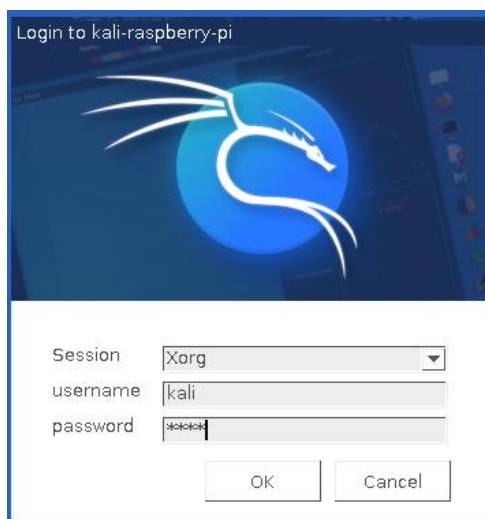 Login to kali-raspberry-pi
Session Xorg
username kali
password ****
OK Cancel